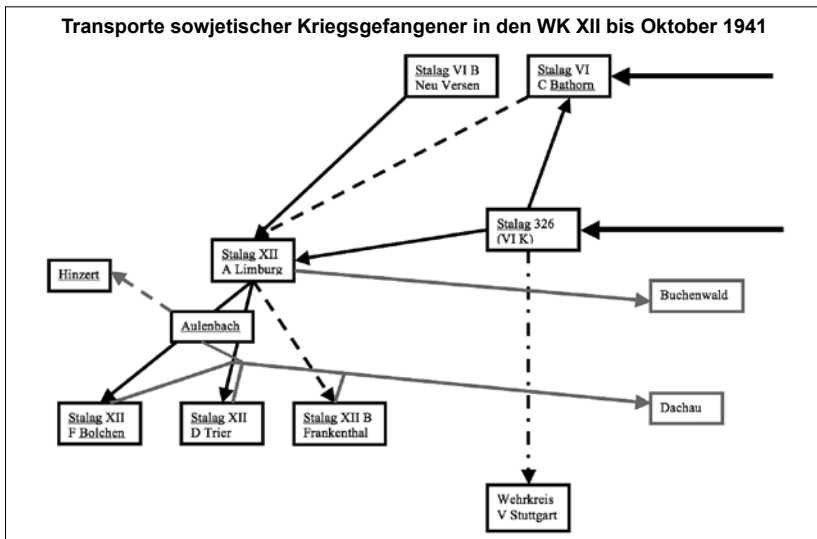 Transporte sowjetischer Kriegsgefangener in den WK XII bis Oktober 1941
Stalag VI B
Neu Versen
Stalag VI
C Bathorn
Stalag 326
(VI K)
Stalag XII
A Limburg
Hinzert
Buchenwald
Aulenbach
Stalag XII
F Bolchen
Stalag XII
D Trier
Stalag XII B
Frankenthal
Dachau
Wehrkreis
V Stuttgart